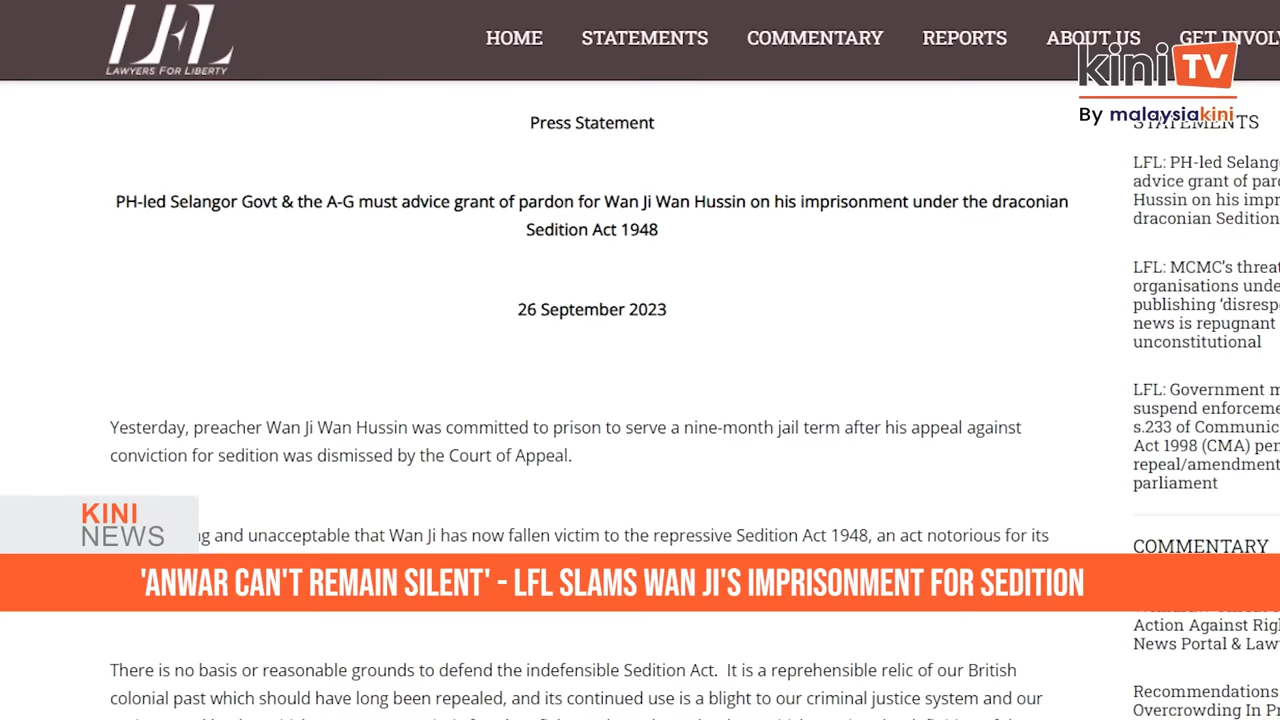 LFL
LAWYERS FOR LIBERTY
HOME STATEMENTS COMMENTARY REPORTS ABOUT US GET
kini TV
By malaysiakini
Press Statement
PH-led Selangor Govt & the A-G must advice grant of pardon for Wan Ji Wan Hussin on his imprisonment under the draconian
Sedition Act 1948
26 September 2023
Yesterday, preacher Wan Ji Wan Hussin was committed to prison to serve a nine-month jail term after his appeal against
conviction for sedition was dismissed by the Court of Appeal.
and unacceptable that Wan Ji has now fallen victim to the repressive Sedition Act 1948, an act notorious for its
There is no basis or reasonable grounds to defend the indefensible Sedition Act. It is a reprehensible relic of our British
colonial past which should have long been repealed, and its continued use is a blight to our criminal justice system and our
STATEMENTS
LFL: PH-led
advice grant of
Hussin on his
draconian Sedition
LFL: MCMC's
organisations
publishing
news is repugnant
unconstitutional
LFL: Government
suspend
s.233 of
Act 1998 (CMA)
repeal/amendment
parliament
COMMENTARY
Action Against
News Portal &
Recommendations
Overcrowding In
KINI
NEWS
'ANWAR CAN'T REMAIN SILENT' - LFL SLAMS WAN JI'S IMPRISONMENT FOR SEDITION